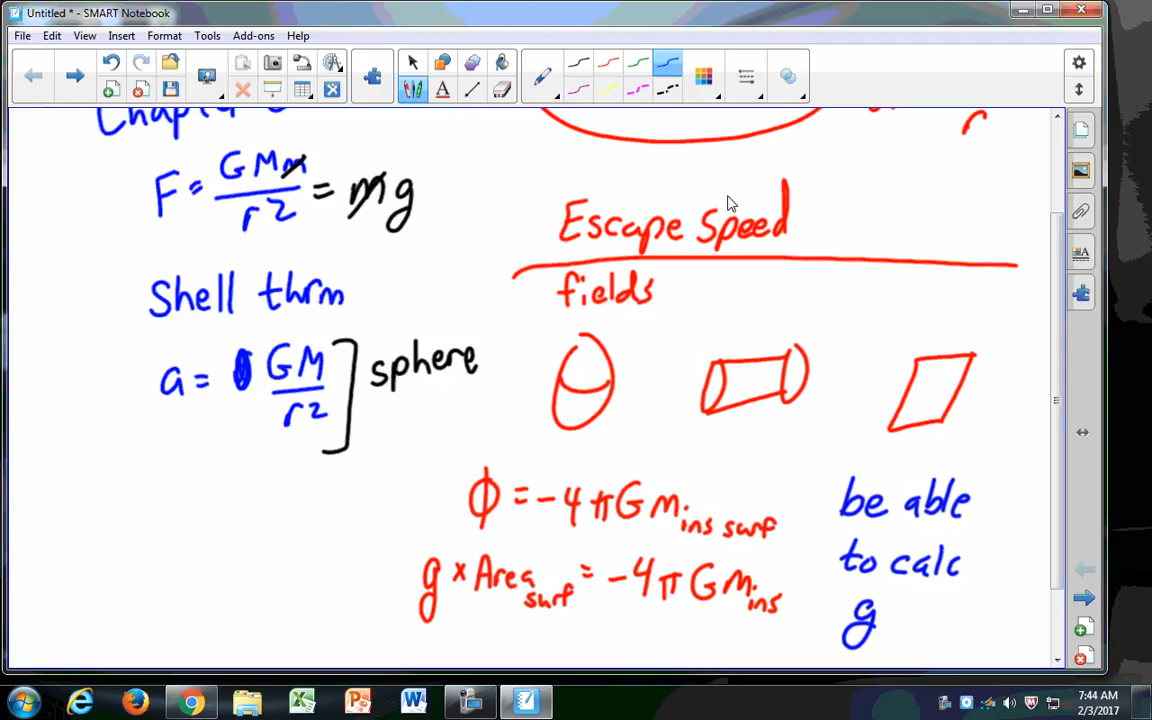 Untitled * - SMART Notebook
File Edit View Insert Format Tools Add-ons Help
F = GMm / r2 = mg
Shell thrm
a = GM / r2 ] sphere
Escape Speed
fields
ϕ = -4πGm ins surf
g × Area surf = -4πGm ins
be able
to calc
g
7:44 AM
2/3/2017